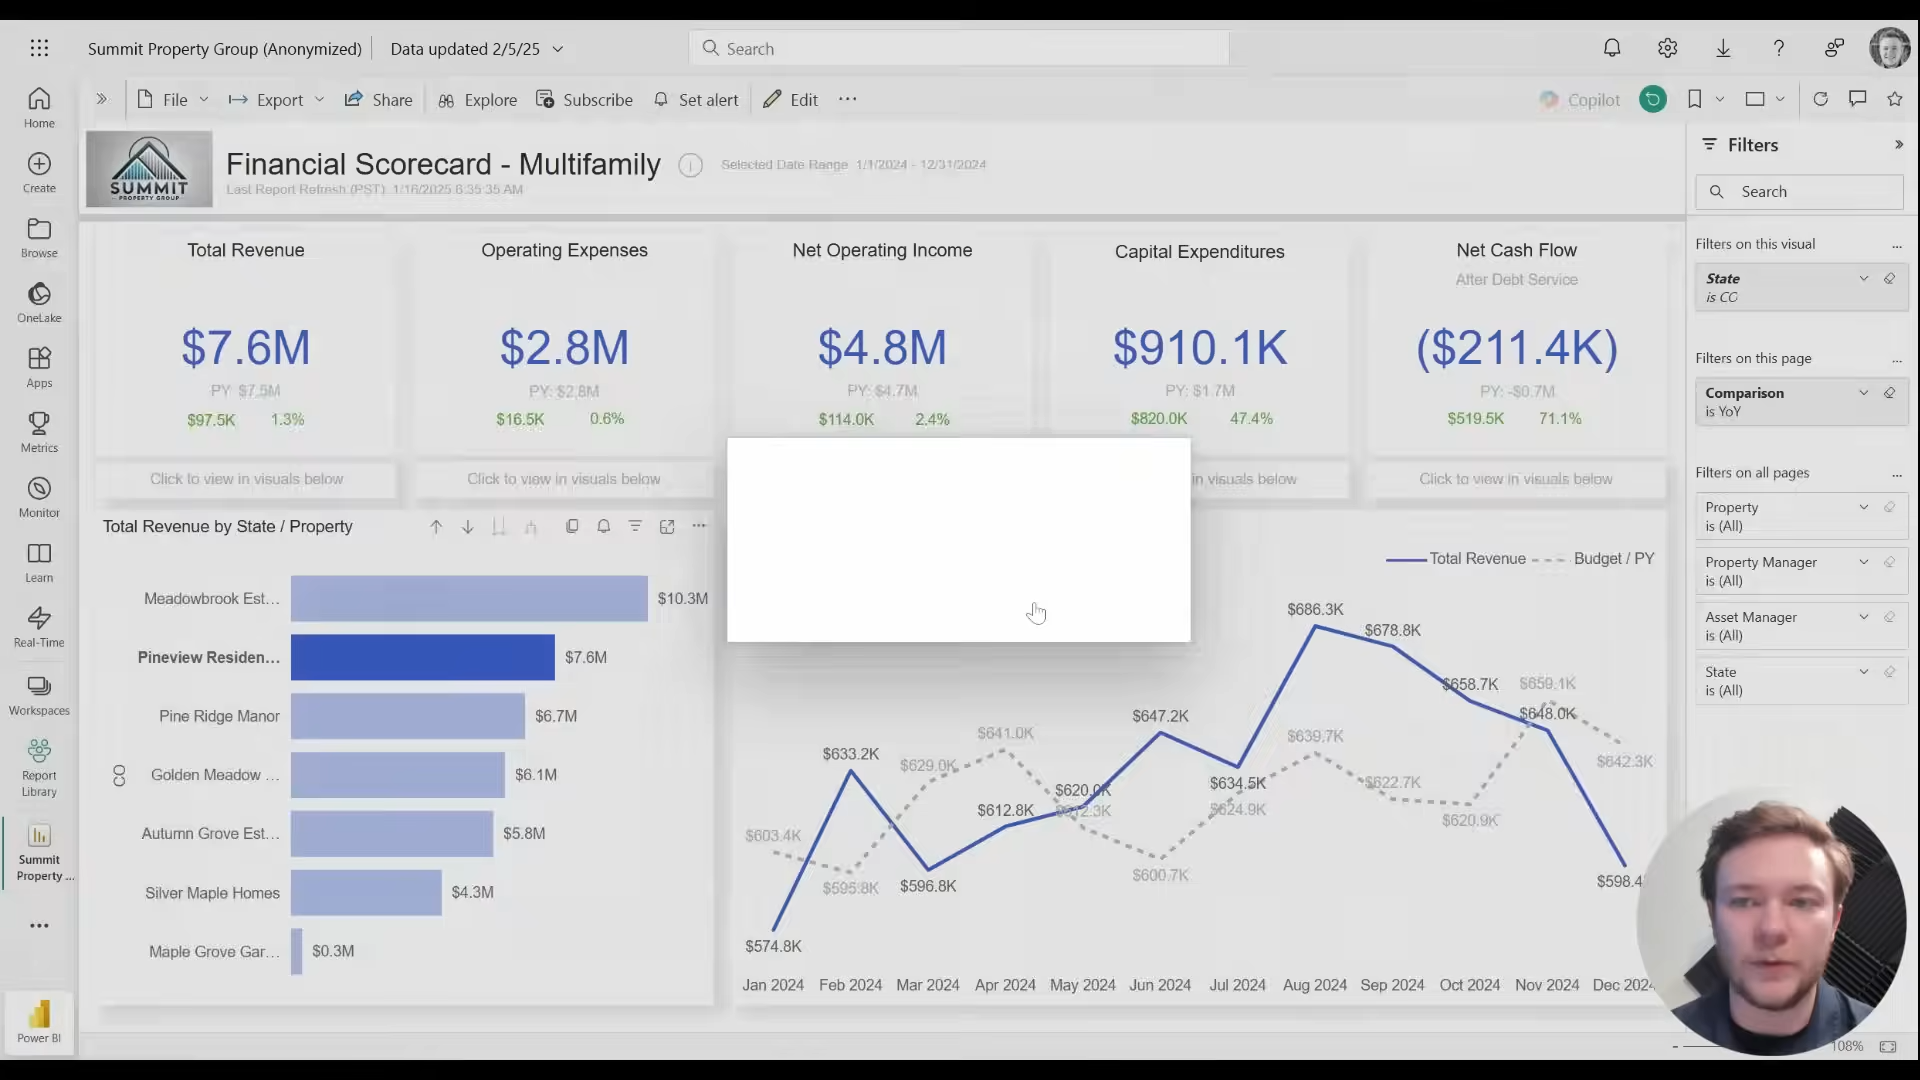 Summit Property Group (Anonymized)
Data updated 2/5/25
Search
File
Export
Share
Explore
Subscribe
Set alert
Edit
Copilot
Home
Create
Browse
OneLake
Apps
Metrics
Monitor
Learn
Real-Time
Workspaces
Report
Library
Summit
Property ...
Power BI
SUMMIT
PROPERTY GROUP
Financial Scorecard - Multifamily
Selected Date Range 1/1/2024 - 12/31/2024
Last Report Refresh (PST) 1/16/2025 6:35:35 AM
Total Revenue
$7.6M
PY: $7.5M
$97.5K 1.3%
Click to view in visuals below
Operating Expenses
$2.8M
PY: $2.8M
$16.5K 0.6%
Click to view in visuals below
Net Operating Income
$4.8M
PY: $4.7M
$114.0K 2.4%
Capital Expenditures
$910.1K
PY: $1.7M
$820.0K 47.4%
in visuals below
Net Cash Flow
After Debt Service
($211.4K)
PY: -$0.7M
$519.5K 71.1%
Click to view in visuals below
Total Revenue by State / Property
CO
Meadowbrook Est... $10.3M
Pineview Residen... $7.6M
Pine Ridge Manor $6.7M
Golden Meadow ... $6.1M
Autumn Grove Est... $5.8M
Silver Maple Homes $4.3M
Maple Grove Gar... $0.3M
Total Revenue Budget / PY
$686.3K
$678.8K
$658.7K
$659.1K
$648.0K
$647.2K
$641.0K
$639.7K
$633.2K
$629.0K
$642.3K
$634.5K
$622.7K
$620.0K
$612.3K
$612.8K
$624.9K
$620.9K
$603.4K
$595.8K
$596.8K
$600.7K
$598.4
$574.8K
Jan 2024 Feb 2024 Mar 2024 Apr 2024 May 2024 Jun 2024 Jul 2024 Aug 2024 Sep 2024 Oct 2024 Nov 2024 Dec 2024
Filters
Search
Filters on this visual
State
is CO
Filters on this page
Comparison
is YoY
Filters on all pages
Property
is (All)
Property Manager
is (All)
Asset Manager
is (All)
State
is (All)
108%